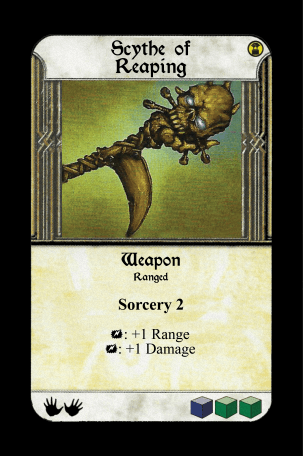 Scythe of
Reaping
Weapon
Ranged
Sorcery 2
: +1 Range
: +1 Damage